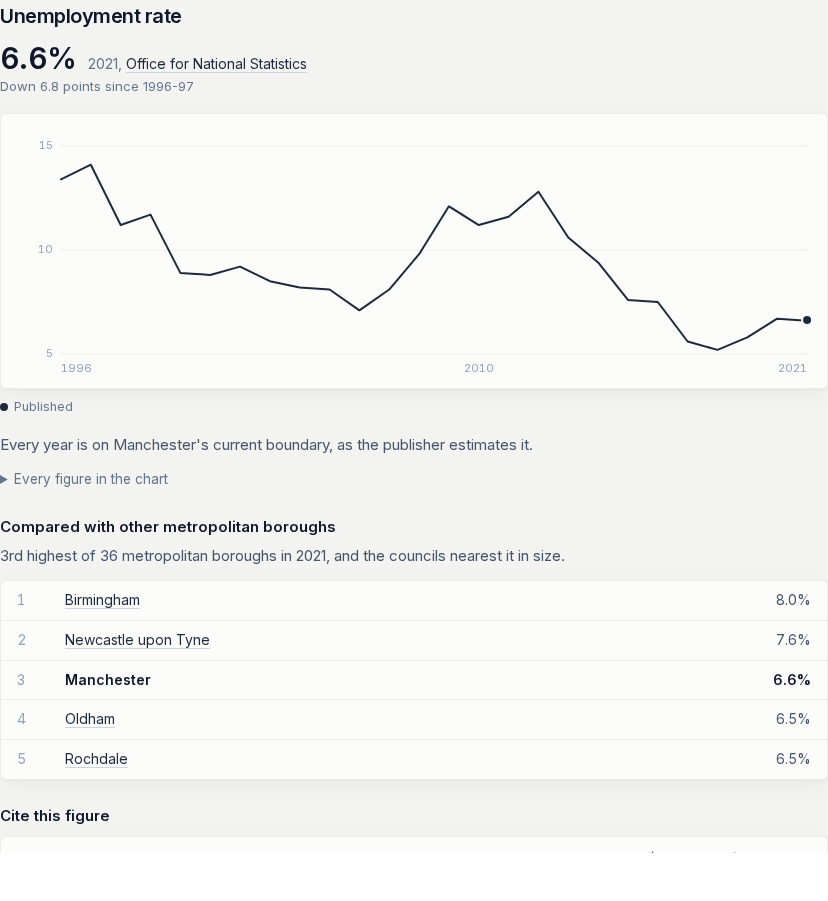 Unemployment rate
6.6% 2021, Office for National Statistics
Down 6.8 points since 1996-97
15
10
5
1996 2010 2021
Published
Every year is on Manchester's current boundary, as the publisher estimates it.
Every figure in the chart
Compared with other metropolitan boroughs
3rd highest of 36 metropolitan boroughs in 2021, and the councils nearest it in size.
1 Birmingham 8.0%
2 Newcastle upon Tyne 7.6%
3 Manchester 6.6%
4 Oldham 6.5%
5 Rochdale 6.5%
Cite this figure